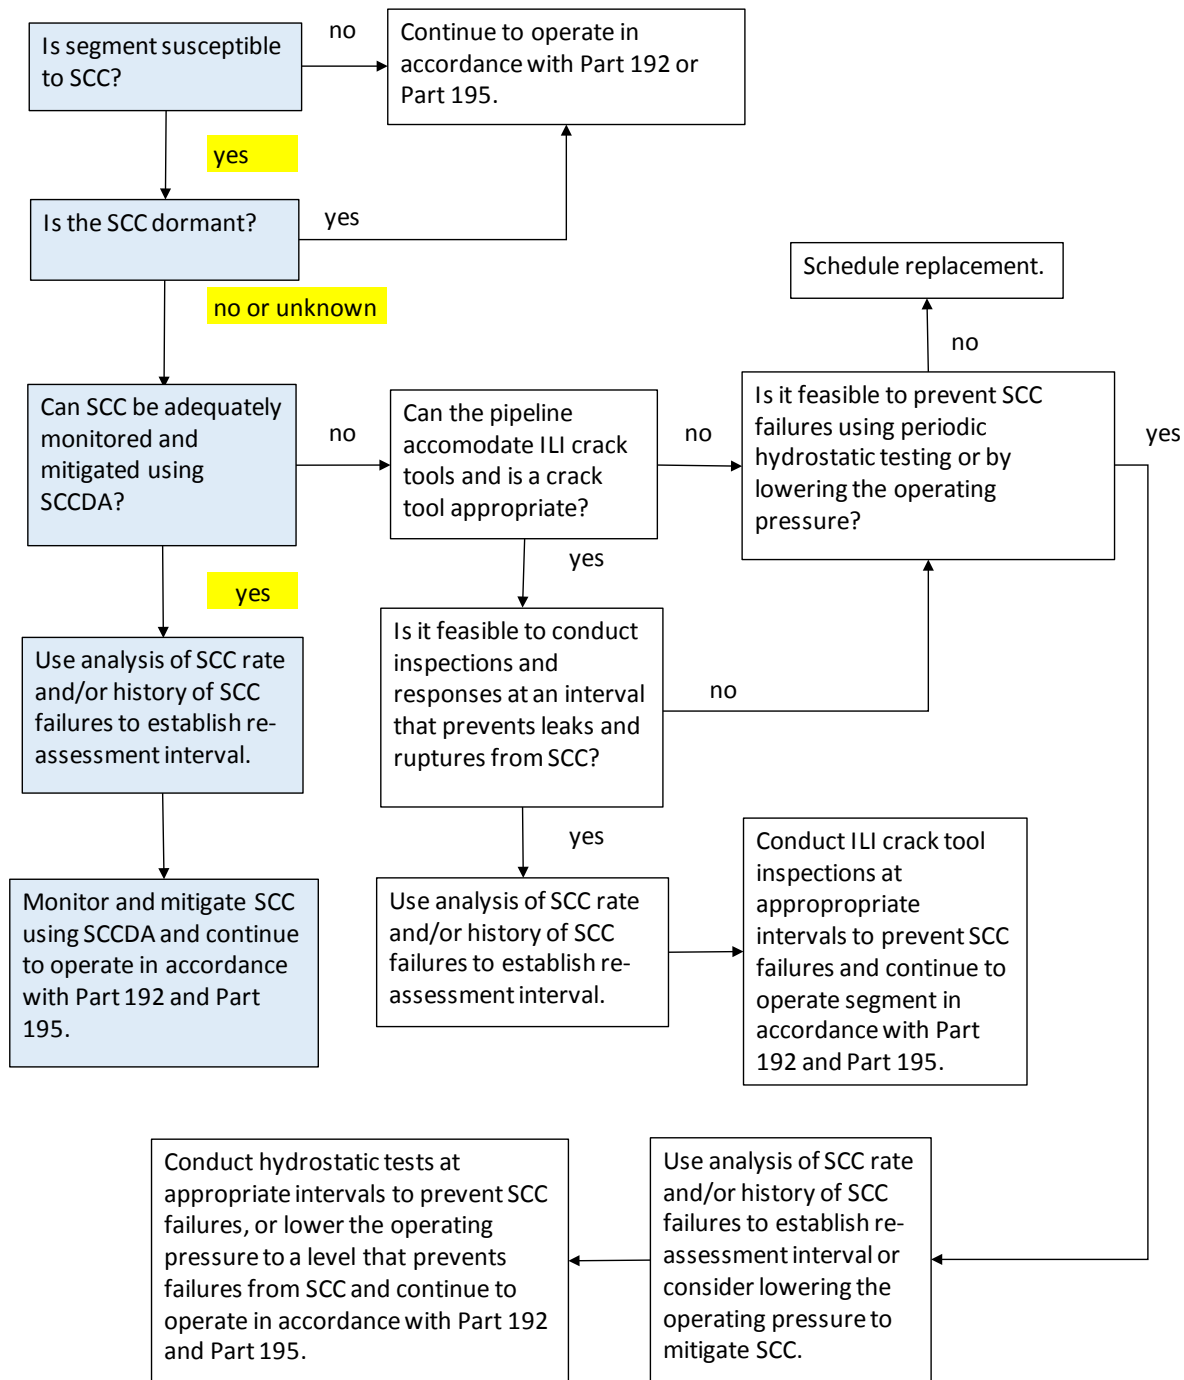 Is segment susceptible
to SCC?
no
Continue to operate in
accordance with Part 192 or
Part 195.
yes
Is the SCC dormant?
yes
no or unknown
Schedule replacement.
no
Can SCC be adequately
monitored and
mitigated using
SCCDA?
no
Can the pipeline
accomodate ILI crack
tools and is a crack
tool appropriate?
no
Is it feasible to prevent SCC
failures using periodic
hydrostatic testing or by
lowering the operating
pressure?
yes
yes
yes
Use analysis of SCC rate
and/or history of SCC
failures to establish re-
assessment interval.
Is it feasible to conduct
inspections and
responses at an interval
that prevents leaks and
ruptures from SCC?
no
yes
Monitor and mitigate SCC
using SCCDA and continue
to operate in accordance
with Part 192 and Part
195.
Use analysis of SCC rate
and/or history of SCC
failures to establish re-
assessment interval.
Conduct ILI crack tool
inspections at
appropropriate
intervals to prevent SCC
failures and continue to
operate segment in
accordance with Part
192 and Part 195.
Conduct hydrostatic tests at
appropriate intervals to prevent SCC
failures, or lower the operating
pressure to a level that prevents
failures from SCC and continue to
operate in accordance with Part 192
and Part 195.
Use analysis of SCC rate
and/or history of SCC
failures to establish re-
assessment interval or
consider lowering the
operating pressure to
mitigate SCC.